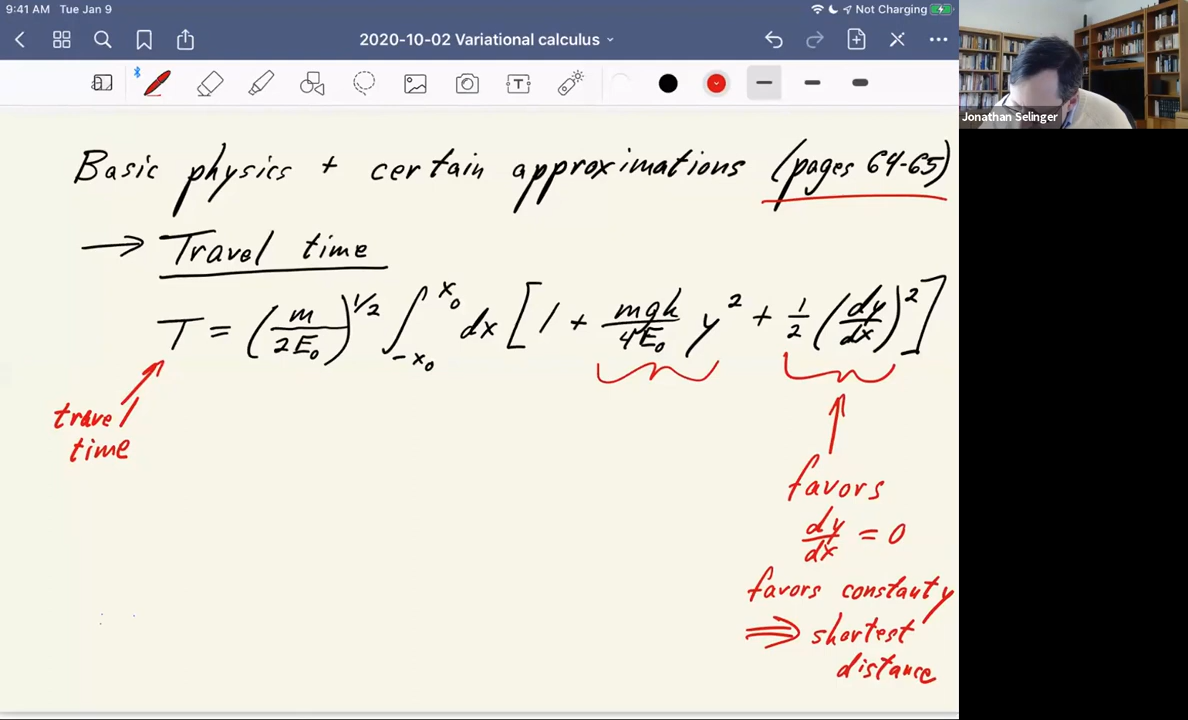 9:41 AM Tue Jan 9
Not Charging
2020-10-02 Variational calculus
Jonathan Selinger
Basic physics + certain approximations (pages 64-65)
→ Travel time
T = (m/2E₀)^1/2 ∫_{-x₀}^{x₀} dx [1 + mgk/4E₀ y² + 1/2 (dy/dx)²]
travel
time
favors
dy/dx = 0
favors constant y
⟹ shortest
distance